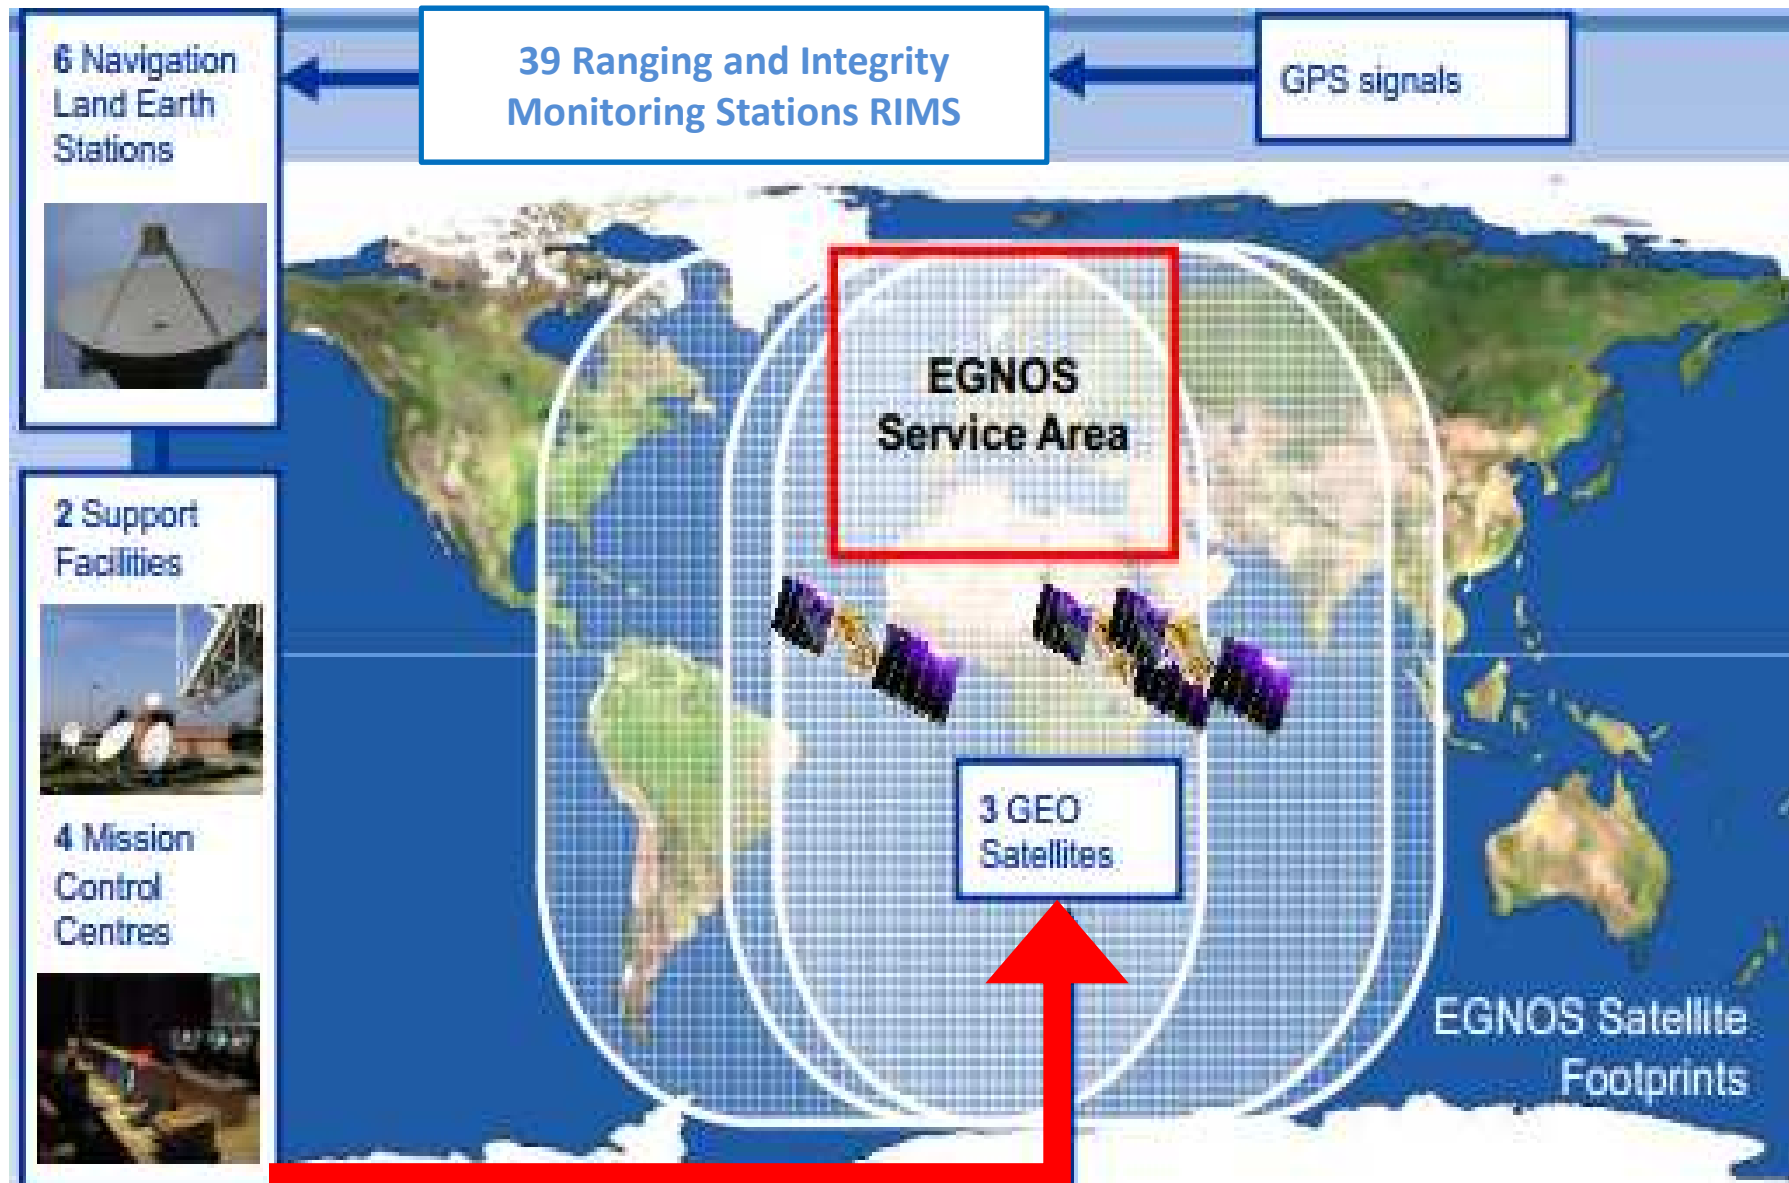 6 Navigation
Land Earth
Stations
39 Ranging and Integrity
Monitoring Stations RIMS
GPS signals
EGNOS
Service Area
2 Support
Facilities
3 GEO
Satellites
4 Mission
Control
Centres
EGNOS Satellite
Footprints